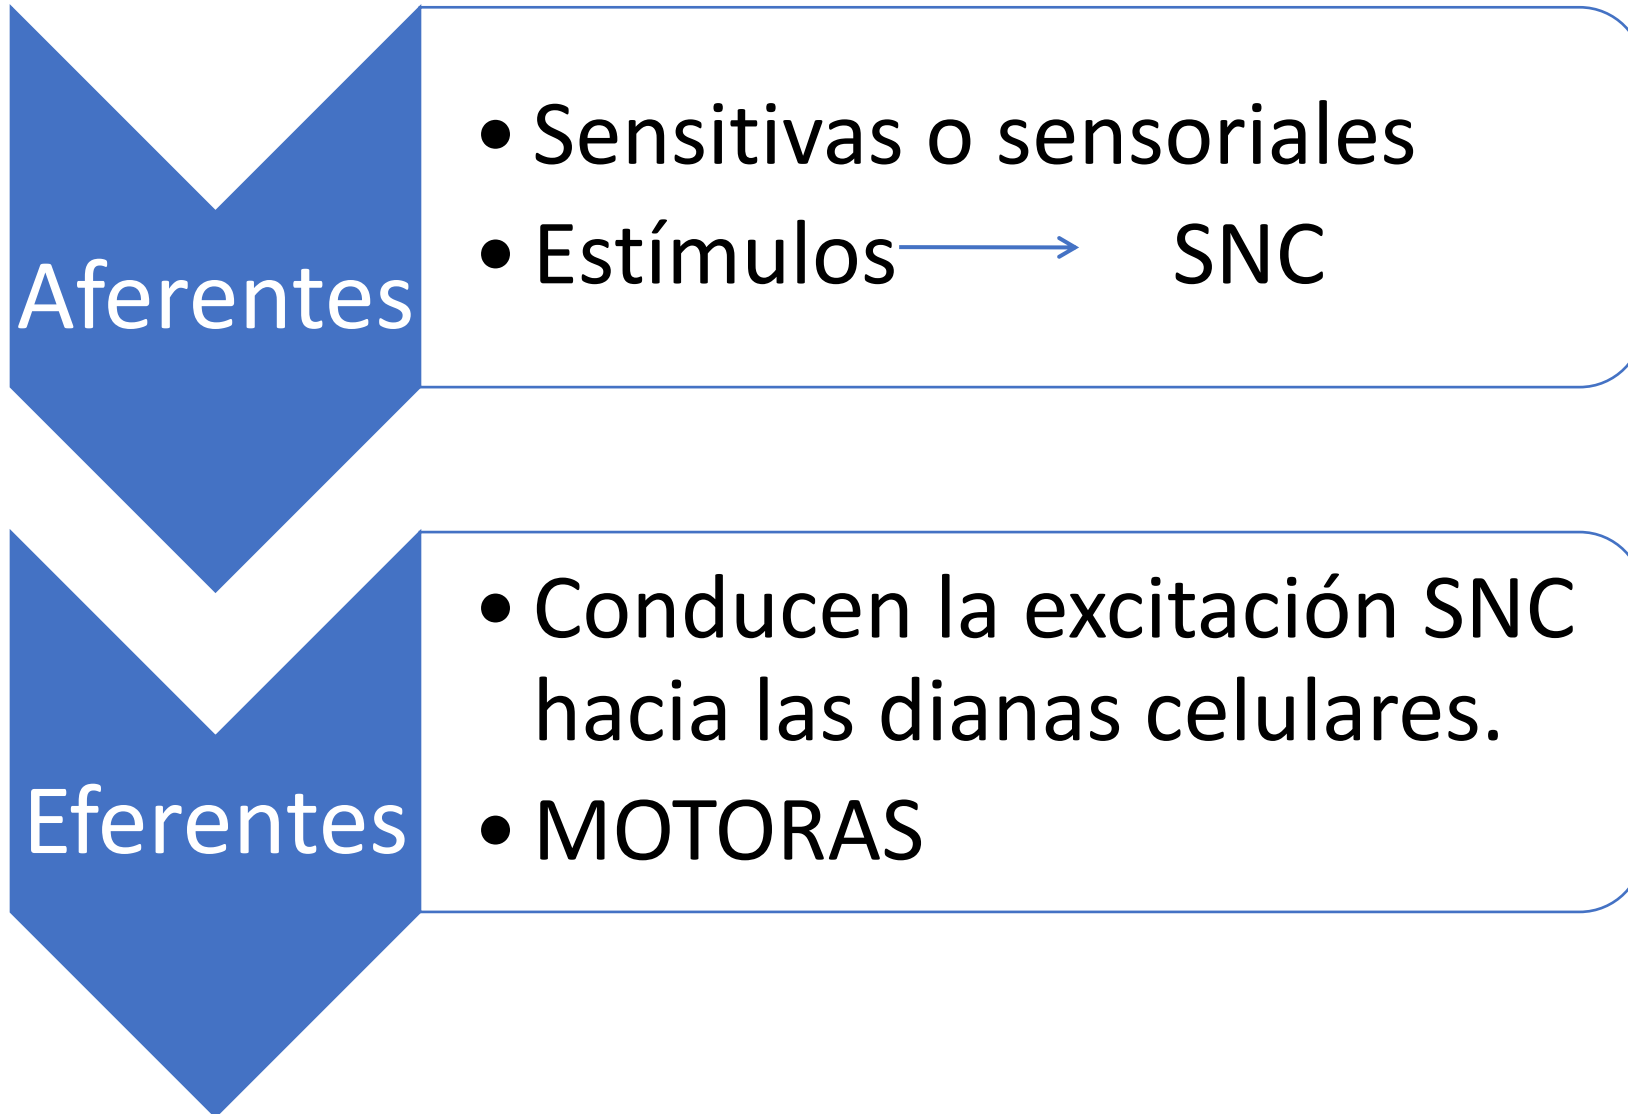 Aferentes
• Sensitivas o sensoriales
• Estímulos → SNC
Eferentes
• Conducen la excitación SNC
hacia las dianas celulares.
• MOTORAS